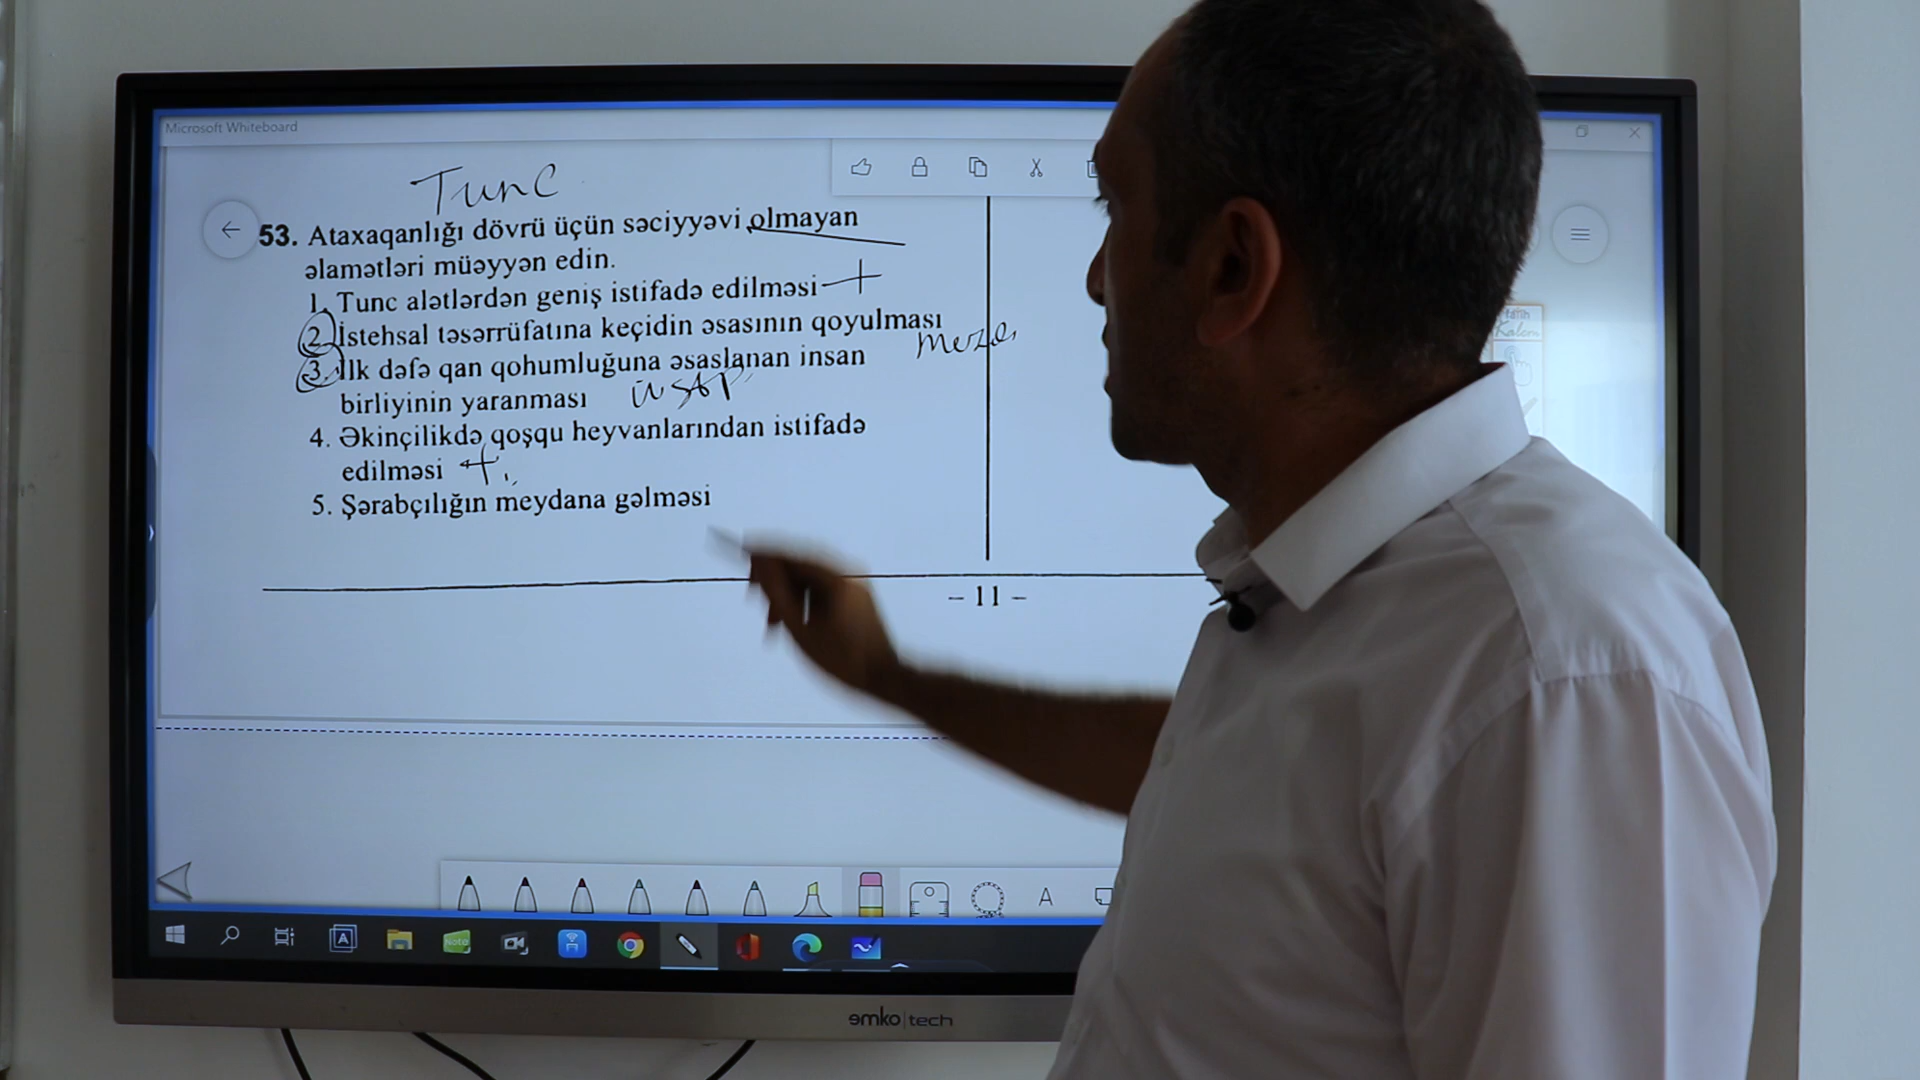 Microsoft Whiteboard
Tunc
53. Ataxaqanlığı dövrü üçün səciyyəvi olmayan
əlamətləri müəyyən edin.
1. Tunc alətlərdən geniş istifadə edilməsi +
2. İstehsal təsərrüfatına keçidin əsasının qoyulması
mezo
3. İlk dəfə qan qohumluğuna əsaslanan insan
birliyinin yaranması üst p
4. Əkinçilikdə qoşqu heyvanlarından istifadə
edilməsi +
5. Şərabçılığın meydana gəlməsi
– 11 –
emko|tech